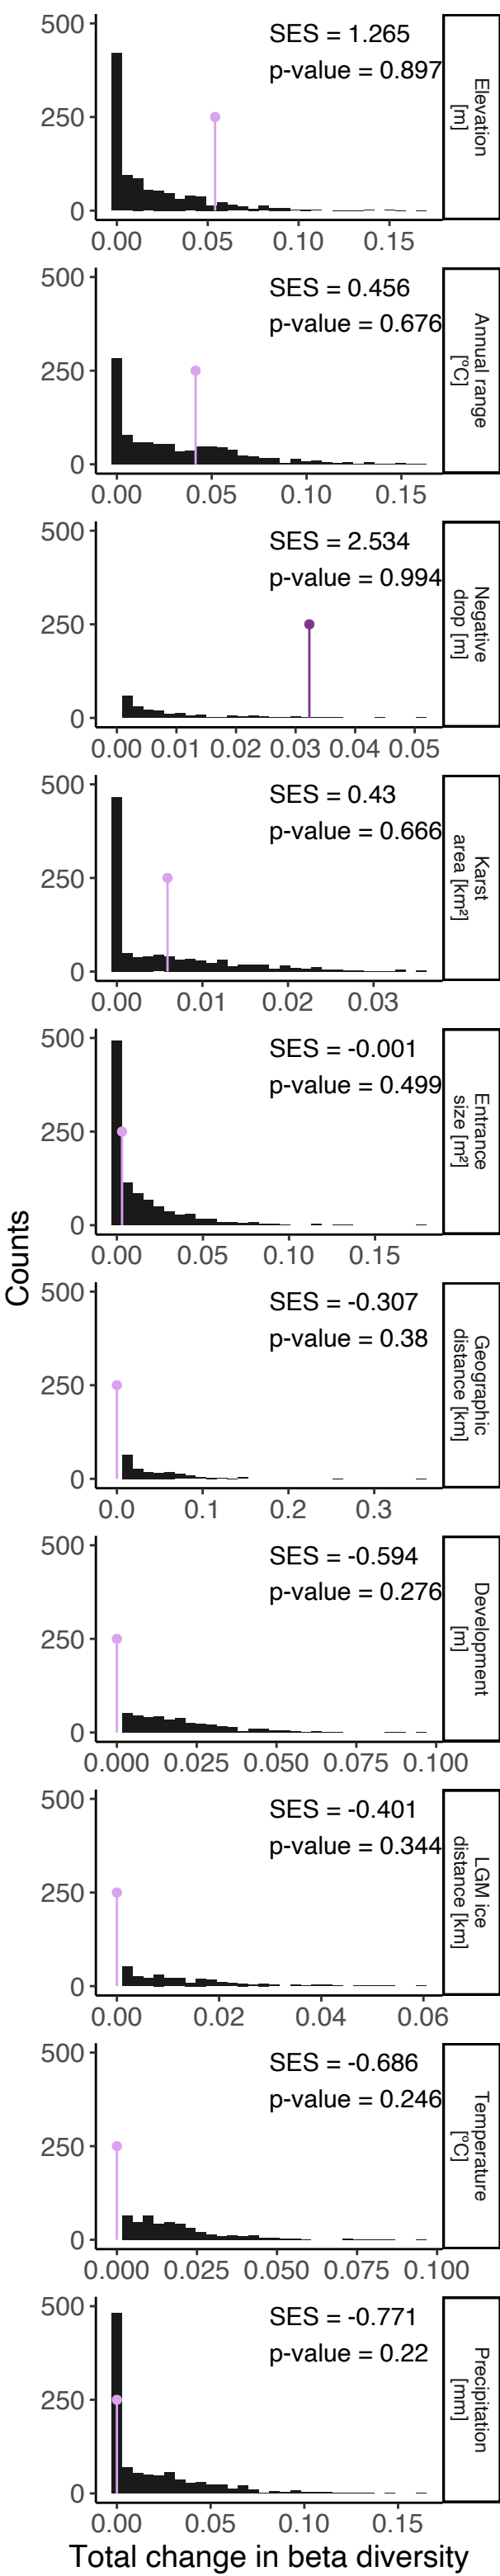 Counts
500
250
0
SES = 1.265
p-value = 0.897
Elevation
[m]
0.00 0.05 0.10 0.15
500
250
0
SES = 0.456
p-value = 0.676
Annual range
[ºC]
0.00 0.05 0.10 0.15
500
250
0
SES = 2.534
p-value = 0.994
Negative
drop [m]
0.00 0.01 0.02 0.03 0.04 0.05
500
250
0
SES = 0.43
p-value = 0.666
Karst
area [km²]
0.00 0.01 0.02 0.03
500
250
0
SES = -0.001
p-value = 0.499
Entrance
size [m²]
0.00 0.05 0.10 0.15
500
250
0
SES = -0.307
p-value = 0.38
Geographic
distance [km]
0.0 0.1 0.2 0.3
500
250
0
SES = -0.594
p-value = 0.276
Development
[m]
0.000 0.025 0.050 0.075 0.100
500
250
0
SES = -0.401
p-value = 0.344
LGM ice
distance [km]
0.00 0.02 0.04 0.06
500
250
0
SES = -0.686
p-value = 0.246
Temperature
[ºC]
0.000 0.025 0.050 0.075 0.100
500
250
0
SES = -0.771
p-value = 0.22
Precipitation
[mm]
0.00 0.05 0.10 0.15
Total change in beta diversity